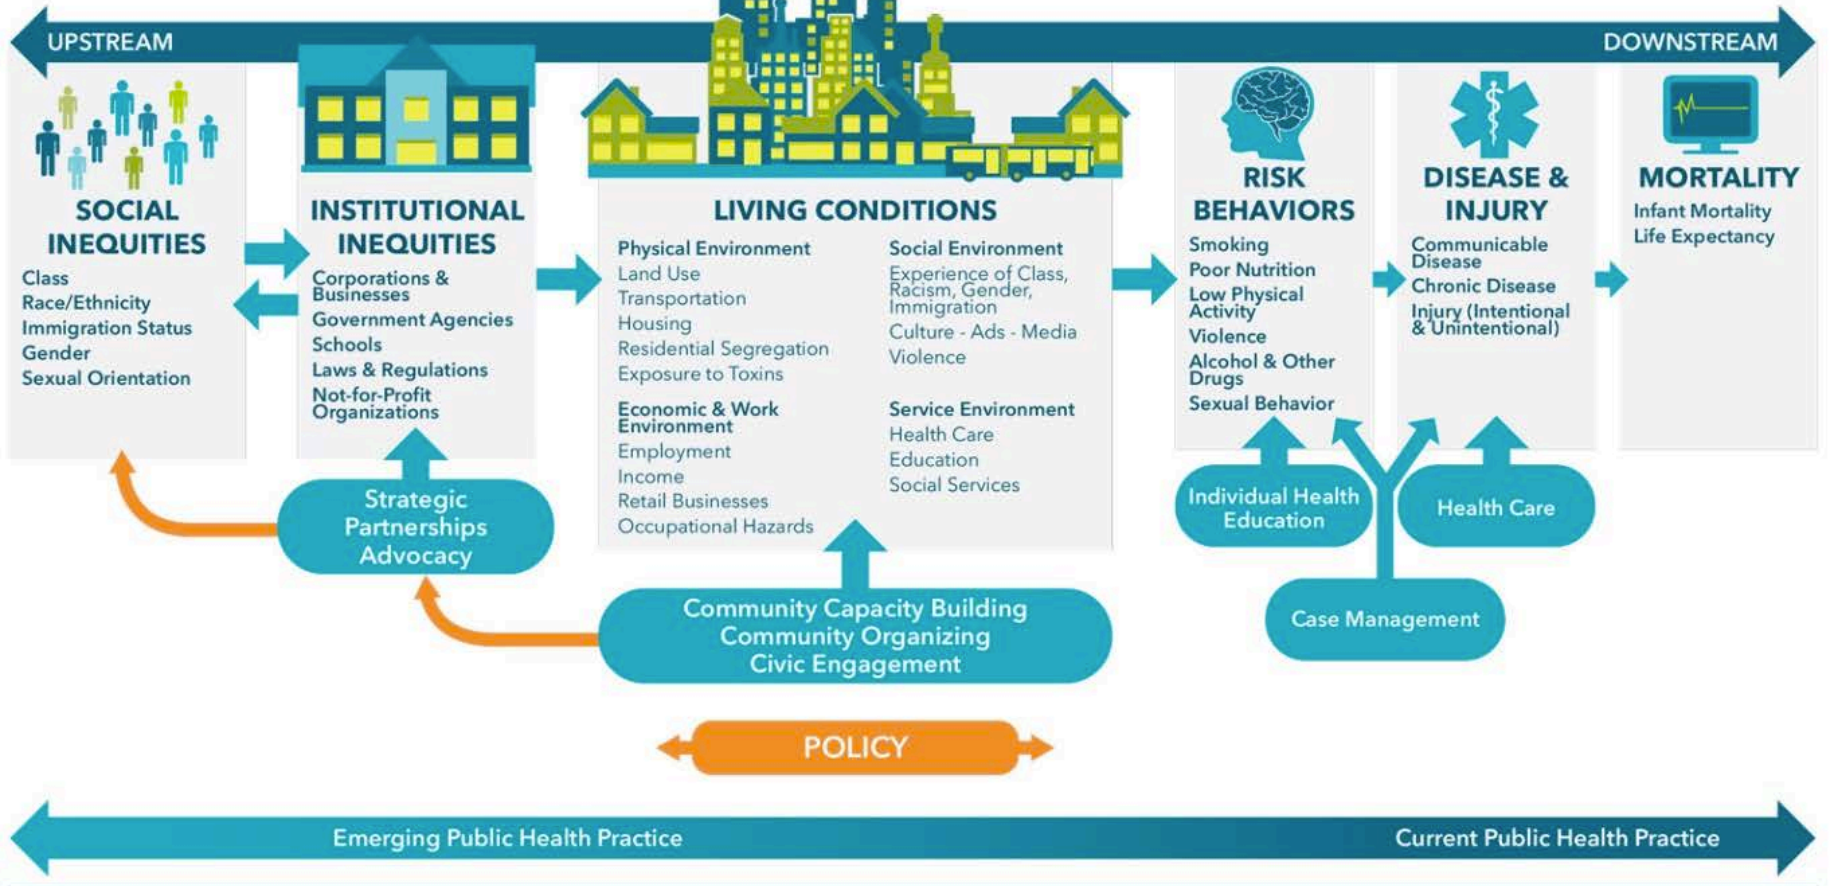 UPSTREAM
DOWNSTREAM
SOCIAL
INEQUITIES
Class
Race/Ethnicity
Immigration Status
Gender
Sexual Orientation
INSTITUTIONAL
INEQUITIES
Corporations &
Businesses
Government Agencies
Schools
Laws & Regulations
Not-for-Profit
Organizations
LIVING CONDITIONS
Physical Environment
Land Use
Transportation
Housing
Residential Segregation
Exposure to Toxins
Economic & Work
Environment
Employment
Income
Retail Businesses
Occupational Hazards
Social Environment
Experience of Class,
Racism, Gender,
Immigration
Culture - Ads - Media
Violence
Service Environment
Health Care
Education
Social Services
RISK
BEHAVIORS
Smoking
Poor Nutrition
Low Physical
Activity
Violence
Alcohol & Other
Drugs
Sexual Behavior
DISEASE &
INJURY
Communicable
Disease
Chronic Disease
Injury (Intentional
& Unintentional)
MORTALITY
Infant Mortality
Life Expectancy
Strategic
Partnerships
Advocacy
Community Capacity Building
Community Organizing
Civic Engagement
Individual Health
Education
Health Care
Case Management
POLICY
Emerging Public Health Practice
Current Public Health Practice